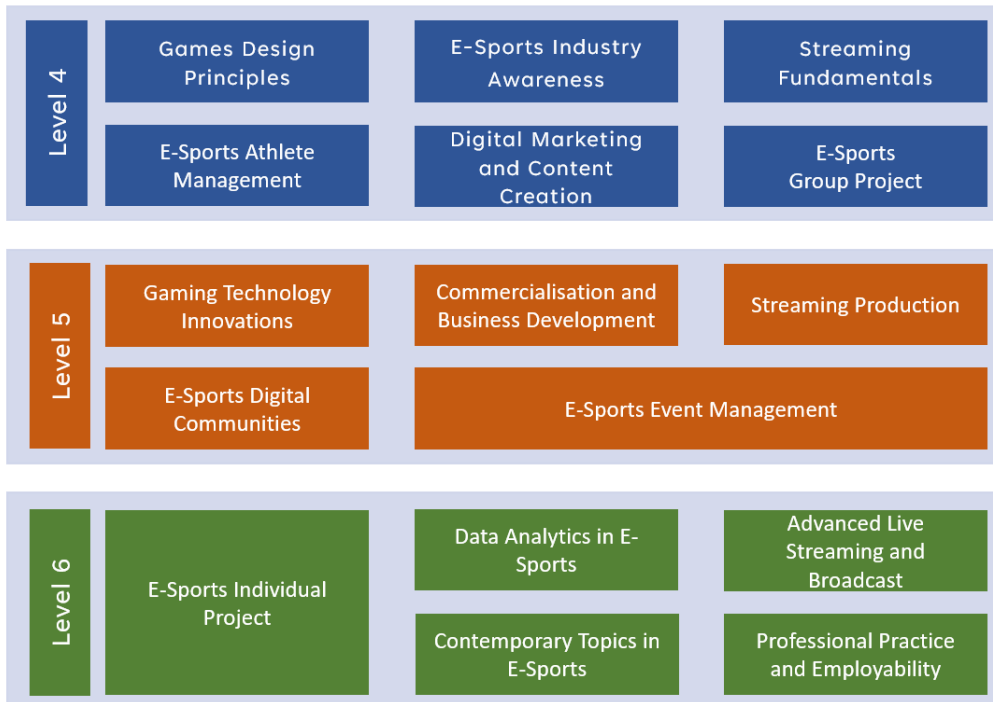 Level 4
Games Design
Principles
E-Sports Industry
Awareness
Streaming
Fundamentals
E-Sports Athlete
Management
Digital Marketing
and Content
Creation
E-Sports
Group Project
Level 5
Gaming Technology
Innovations
Commercialisation and
Business Development
Streaming Production
E-Sports Digital
Communities
E-Sports Event Management
Level 6
E-Sports Individual
Project
Data Analytics in E-
Sports
Advanced Live
Streaming and
Broadcast
Contemporary Topics in
E-Sports
Professional Practice
and Employability